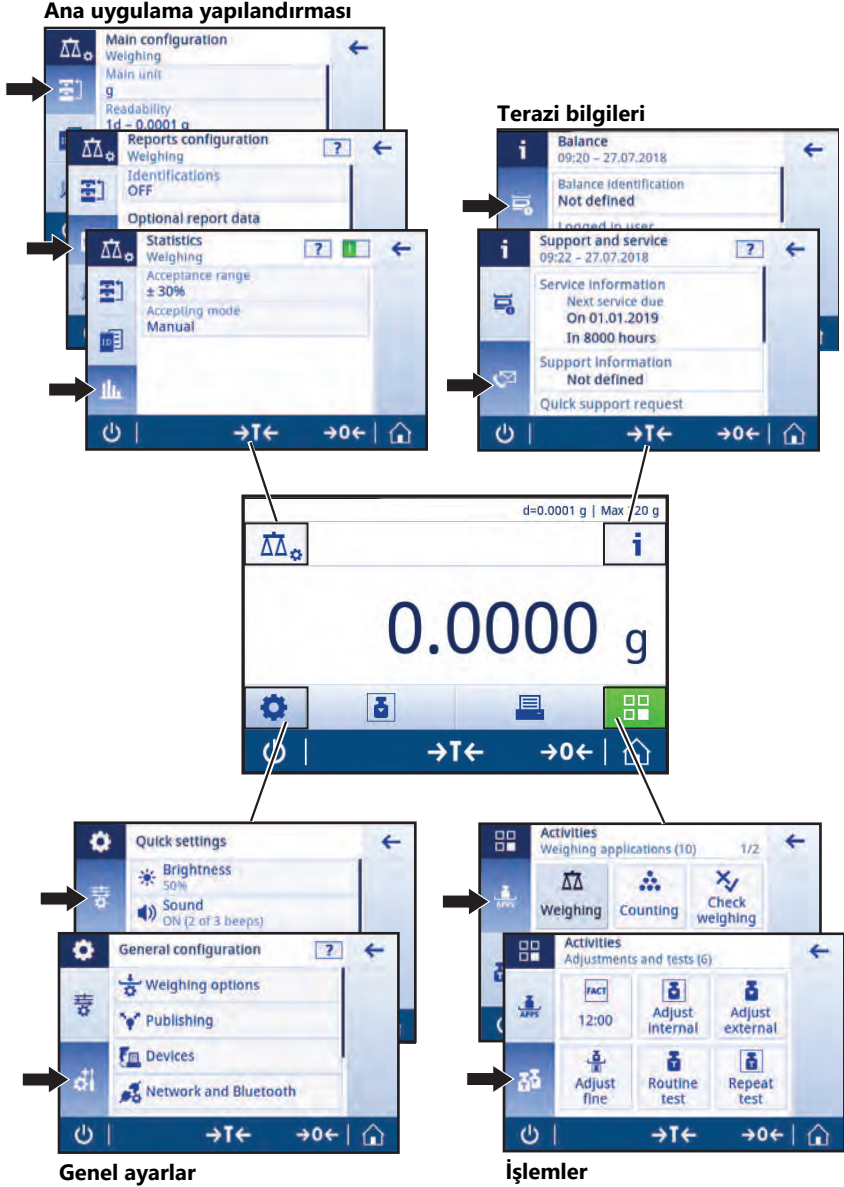 Ana uygulama yapılandırması
Main configuration
Weighing
Main unit
g
Readability
1d – 0.0001 g
Reports configuration
Weighing
?
Identifications
OFF
Optional report data
Statistics
Weighing
?
Acceptance range
± 30%
Accepting mode
Manual
ID
→T←
→0←
Terazi bilgileri
i
Balance
09:20 – 27.07.2018
Balance identification
Not defined
Logged in user
i
Support and service
09:22 – 27.07.2018
?
Service information
Next service due
On 01.01.2019
In 8000 hours
Support information
Not defined
Quick support request
→T←
→0←
d=0.0001 g | Max 120 g
i
0.0000 g
→T←
→0←
Quick settings
Brightness
50%
Sound
ON (2 of 3 beeps)
General configuration
?
Weighing options
Publishing
Devices
Network and Bluetooth
→T←
→0←
Genel ayarlar
Activities
Weighing applications (10)
1/2
APPS
Weighing
Counting
Check
weighing
Activities
Adjustments and tests (6)
APPS
FACT
12:00
Adjust
internal
Adjust
external
Adjust
fine
Routine
test
Repeat
test
→T←
→0←
İşlemler